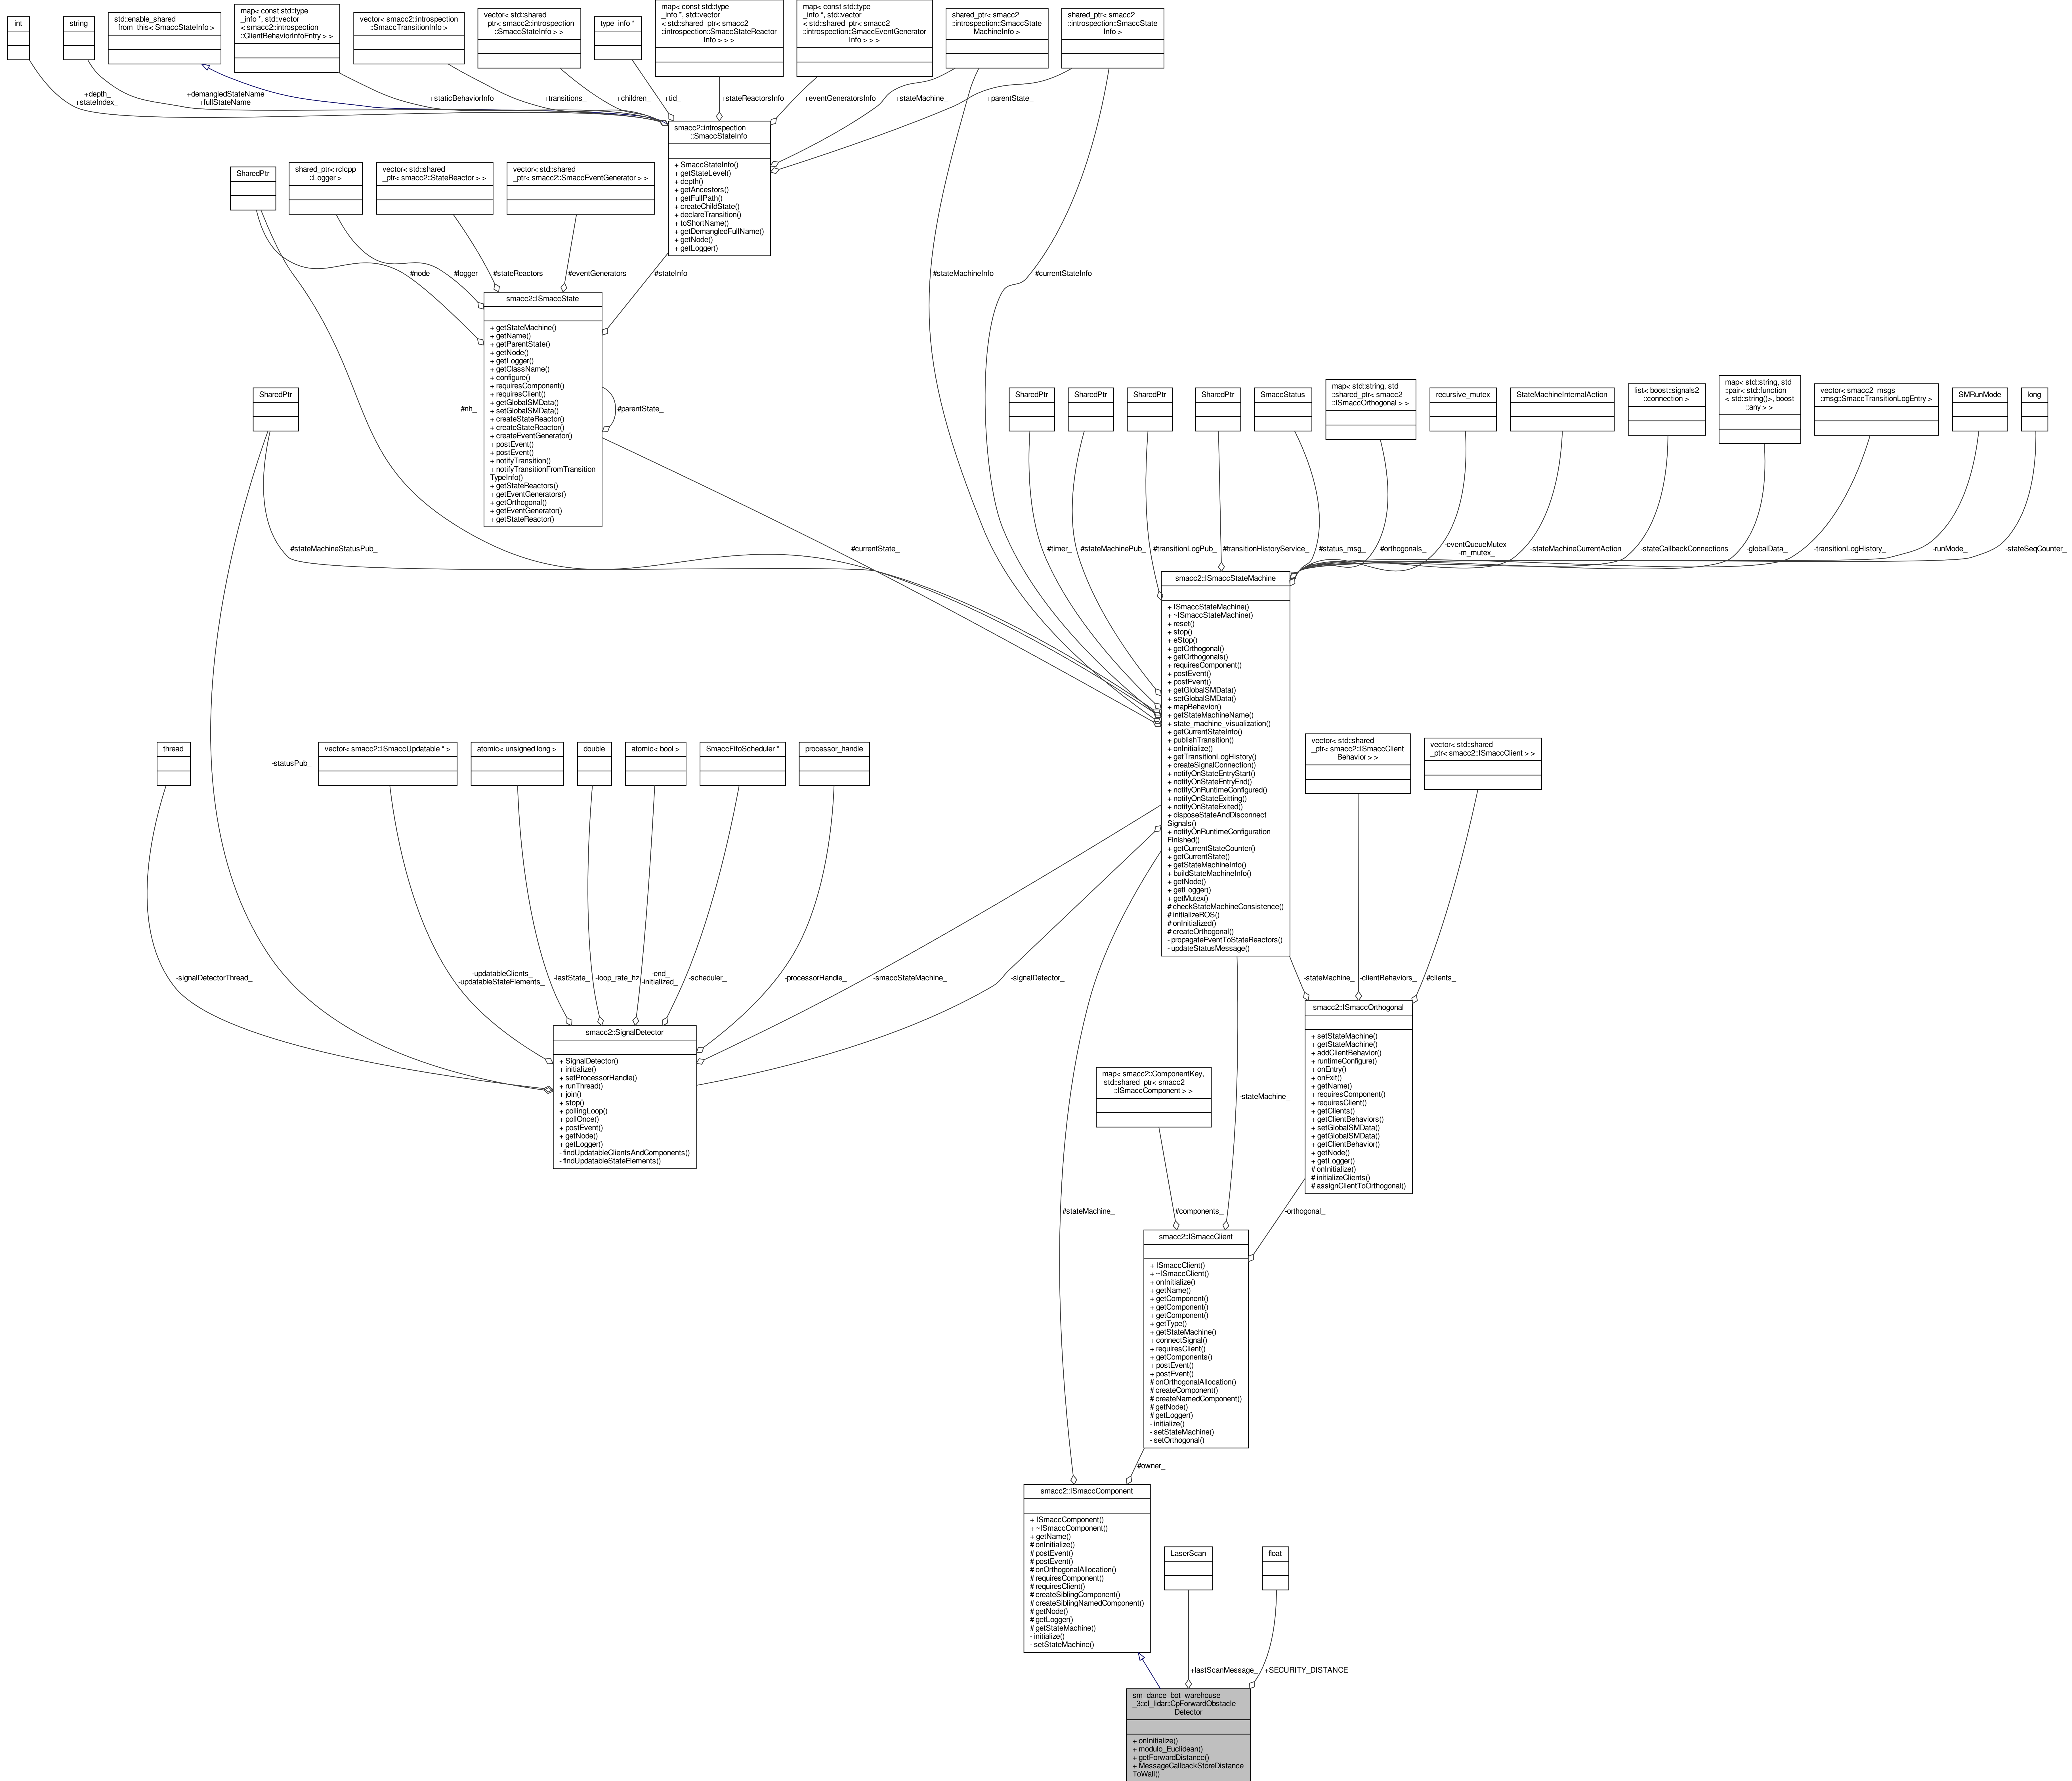 int
string
std::enable_shared
_from_this< SmaccStateInfo >
map< const std::type
_info *, std::vector
< smacc2::introspection
::ClientBehaviorInfoEntry > >
vector< smacc2::introspection
::SmaccTransitionInfo >
vector< std::shared
_ptr< smacc2::introspection
::SmaccStateInfo > >
type_info *
map< const std::type
_info *, std::vector
< std::shared_ptr< smacc2
::introspection::SmaccStateReactor
Info > > >
map< const std::type
_info *, std::vector
< std::shared_ptr< smacc2
::introspection::SmaccEventGenerator
Info > > >
shared_ptr< smacc2
::introspection::SmaccState
MachineInfo >
shared_ptr< smacc2
::introspection::SmaccState
Info >
+depth_
+stateIndex_
+demangledStateName
+fullStateName
+staticBehaviorInfo
+transitions_
+children_
+tid_
+stateReactorsInfo
+eventGeneratorsInfo
+stateMachine_
+parentState_
smacc2::introspection
::SmaccStateInfo
+ SmaccStateInfo()
+ getStateLevel()
+ depth()
+ getAncestors()
+ getFullPath()
+ createChildState()
+ declareTransition()
+ toShortName()
+ getDemangledFullName()
+ getNode()
+ getLogger()
SharedPtr
shared_ptr< rclcpp
::Logger >
vector< std::shared
_ptr< smacc2::StateReactor > >
vector< std::shared
_ptr< smacc2::SmaccEventGenerator > >
#node_
#logger_
#stateReactors_
#eventGenerators_
#stateInfo_
#stateMachineInfo_
#currentStateInfo_
smacc2::ISmaccState
+ getStateMachine()
+ getName()
+ getParentState()
+ getNode()
+ getLogger()
+ getClassName()
+ configure()
+ requiresComponent()
+ requiresClient()
+ getGlobalSMData()
+ setGlobalSMData()
+ createStateReactor()
+ createStateReactor()
+ createEventGenerator()
+ postEvent()
+ postEvent()
+ notifyTransition()
+ notifyTransitionFromTransition
TypeInfo()
+ getStateReactors()
+ getEventGenerators()
+ getOrthogonal()
+ getEventGenerator()
+ getStateReactor()
#nh_
#parentState_
SharedPtr
SharedPtr
SharedPtr
SharedPtr
SharedPtr
SmaccStatus
map< std::string, std
::shared_ptr< smacc2
::ISmaccOrthogonal > >
recursive_mutex
StateMachineInternalAction
list< boost::signals2
::connection >
map< std::string, std
::pair< std::function
< std::string()>, boost
::any > >
vector< smacc2_msgs
::msg::SmaccTransitionLogEntry >
SMRunMode
long
#stateMachineStatusPub_
#currentState_
#timer_
#stateMachinePub_
#transitionLogPub_
#transitionHistoryService_
#status_msg_
#orthogonals_
-eventQueueMutex_
-m_mutex_
-stateMachineCurrentAction
-stateCallbackConnections
-globalData_
-transitionLogHistory_
-runMode_
-stateSeqCounter_
smacc2::ISmaccStateMachine
+ ISmaccStateMachine()
+ ~ISmaccStateMachine()
+ reset()
+ stop()
+ eStop()
+ getOrthogonal()
+ getOrthogonals()
+ requiresComponent()
+ postEvent()
+ postEvent()
+ getGlobalSMData()
+ setGlobalSMData()
+ mapBehavior()
+ getStateMachineName()
+ state_machine_visualization()
+ getCurrentStateInfo()
+ publishTransition()
+ onInitialize()
+ getTransitionLogHistory()
+ createSignalConnection()
+ notifyOnStateEntryStart()
+ notifyOnStateEntryEnd()
+ notifyOnRuntimeConfigured()
+ notifyOnStateExitting()
+ notifyOnStateExited()
+ disposeStateAndDisconnect
Signals()
+ notifyOnRuntimeConfiguration
Finished()
+ getCurrentStateCounter()
+ getCurrentState()
+ getStateMachineInfo()
+ buildStateMachineInfo()
+ getNode()
+ getLogger()
+ getMutex()
# checkStateMachineConsistence()
# initializeROS()
# onInitialized()
# createOrthogonal()
- propagateEventToStateReactors()
- updateStatusMessage()
thread
-statusPub_
vector< smacc2::ISmaccUpdatable * >
atomic< unsigned long >
double
atomic< bool >
SmaccFifoScheduler *
processor_handle
vector< std::shared
_ptr< smacc2::ISmaccClient
Behavior > >
vector< std::shared
_ptr< smacc2::ISmaccClient > >
-signalDetectorThread_
-updatableClients_
-updatableStateElements_
-lastState_
-loop_rate_hz
-end_
-initialized_
-scheduler_
-processorHandle_
-smaccStateMachine_
-signalDetector_
-stateMachine_
-clientBehaviors_
#clients_
smacc2::SignalDetector
+ SignalDetector()
+ initialize()
+ setProcessorHandle()
+ runThread()
+ join()
+ stop()
+ pollingLoop()
+ pollOnce()
+ postEvent()
+ getNode()
+ getLogger()
- findUpdatableClientsAndComponents()
- findUpdatableStateElements()
smacc2::ISmaccOrthogonal
+ setStateMachine()
+ getStateMachine()
+ addClientBehavior()
+ runtimeConfigure()
+ onEntry()
+ onExit()
+ getName()
+ requiresComponent()
+ requiresClient()
+ getClients()
+ getClientBehaviors()
+ setGlobalSMData()
+ getGlobalSMData()
+ getClientBehavior()
+ getNode()
+ getLogger()
# onInitialize()
# initializeClients()
# assignClientToOrthogonal()
map< smacc2::ComponentKey,
std::shared_ptr< smacc2
::ISmaccComponent > >
-stateMachine_
#stateMachine_
#components_
-orthogonal_
smacc2::ISmaccClient
+ ISmaccClient()
+ ~ISmaccClient()
+ onInitialize()
+ getName()
+ getComponent()
+ getComponent()
+ getComponent()
+ getType()
+ getStateMachine()
+ connectSignal()
+ requiresClient()
+ getComponents()
+ postEvent()
+ postEvent()
# onOrthogonalAllocation()
# createComponent()
# createNamedComponent()
# getNode()
# getLogger()
- initialize()
- setStateMachine()
- setOrthogonal()
#owner_
smacc2::ISmaccComponent
+ ISmaccComponent()
+ ~ISmaccComponent()
+ getName()
# onInitialize()
# postEvent()
# postEvent()
# onOrthogonalAllocation()
# requiresComponent()
# requiresClient()
# createSiblingComponent()
# createSiblingNamedComponent()
# getNode()
# getLogger()
# getStateMachine()
- initialize()
- setStateMachine()
LaserScan
float
+lastScanMessage_
+SECURITY_DISTANCE
sm_dance_bot_warehouse
_3::cl_lidar::CpForwardObstacle
Detector
+ onInitialize()
+ modulo_Euclidean()
+ getForwardDistance()
+ MessageCallbackStoreDistance
ToWall()